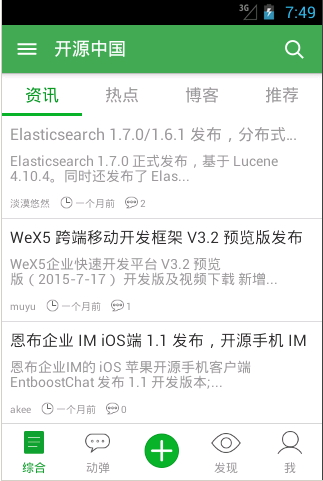 3G 7:49
开源中国
资讯 热点 博客 推荐
Elasticsearch 1.7.0/1.6.1 发布，分布式...
Elasticsearch 1.7.0 正式发布，基于 Lucene
4.10.4。同时还发布了 Elas...
淡漠悠然 一个月前 2
WeX5 跨端移动开发框架 V3.2 预览版发布
WeX5企业快速开发平台 V3.2 预览
版（2015-7-17） 开发版及视频下载 新增...
muyu 一个月前 1
恩布企业 IM iOS端 1.1 发布，开源手机 IM
恩布企业IM的 iOS 苹果开源手机客户端
EntboostChat 发布 1.1 开发版本;...
akee 一个月前 0
综合 动弹 发现 我